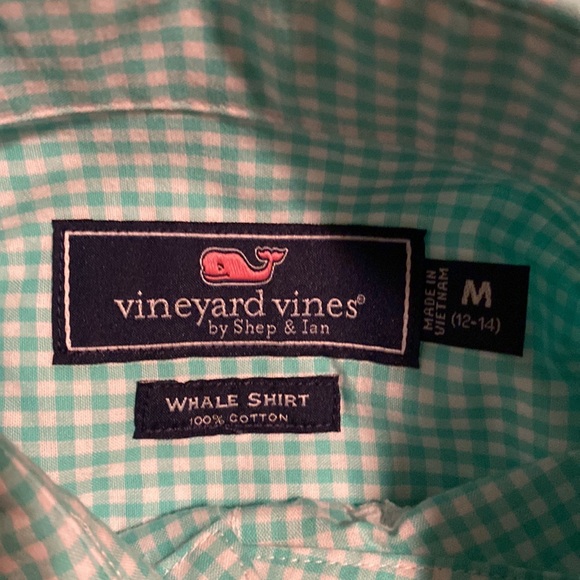 vineyard vines®
by Shep & Ian
MADE IN
VIETNAM
M
(12-14)
WHALE SHIRT
100% COTTON